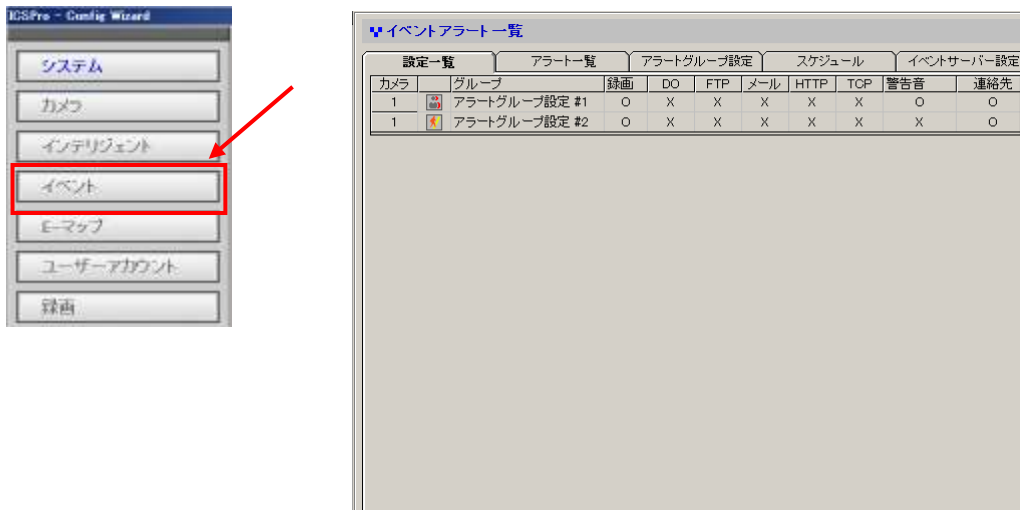 ICSPro - Config Wizard
システム
カメラ
インテリジェント
イベント
E-マップ
ユーザーアカウント
録画
イベントアラート一覧
設定一覧 アラート一覧 アラートグループ設定 スケジュール イベントサーバー設定
カメラ グループ 録画 DO FTP メール HTTP TCP 警告音 連絡先
1 アラートグループ設定 #1 O X X X X X O O
1 アラートグループ設定 #2 O X X X X X X O